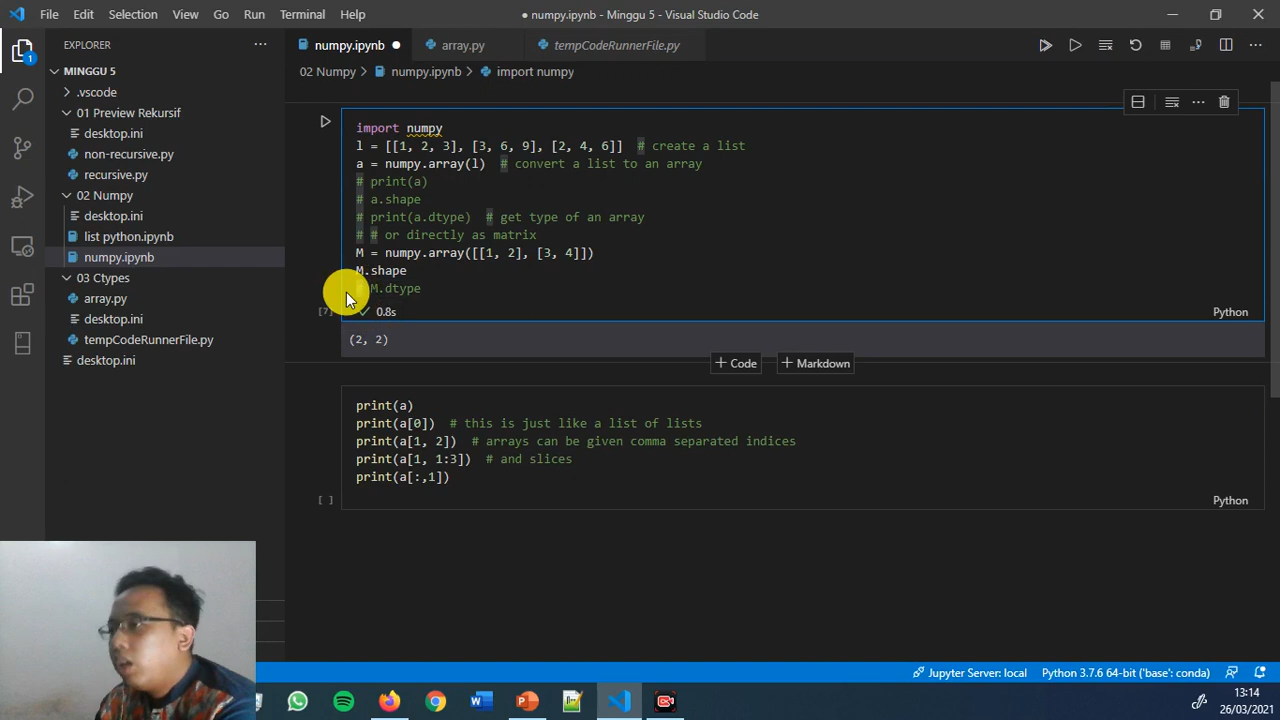 File Edit Selection View Go Run Terminal Help
● numpy.ipynb - Minggu 5 - Visual Studio Code
EXPLORER
numpy.ipynb
array.py
tempCodeRunnerFile.py
1
MINGGU 5
.vscode
01 Preview Rekursif
desktop.ini
non-recursive.py
recursive.py
02 Numpy
desktop.ini
list python.ipynb
numpy.ipynb
03 Ctypes
array.py
desktop.ini
tempCodeRunnerFile.py
desktop.ini
02 Numpy > numpy.ipynb > import numpy
import numpy
l = [[1, 2, 3], [3, 6, 9], [2, 4, 6]] # create a list
a = numpy.array(l) # convert a list to an array
# print(a)
# a.shape
# print(a.dtype) # get type of an array
# # or directly as matrix
M = numpy.array([[1, 2], [3, 4]])
M.shape
# M.dtype
[7] 0.8s Python
(2, 2)
+ Code + Markdown
print(a)
print(a[0]) # this is just like a list of lists
print(a[1, 2]) # arrays can be given comma separated indices
print(a[1, 1:3]) # and slices
print(a[:,1])
[ ] Python
Jupyter Server: local Python 3.7.6 64-bit ('base': conda)
13:14
26/03/2021